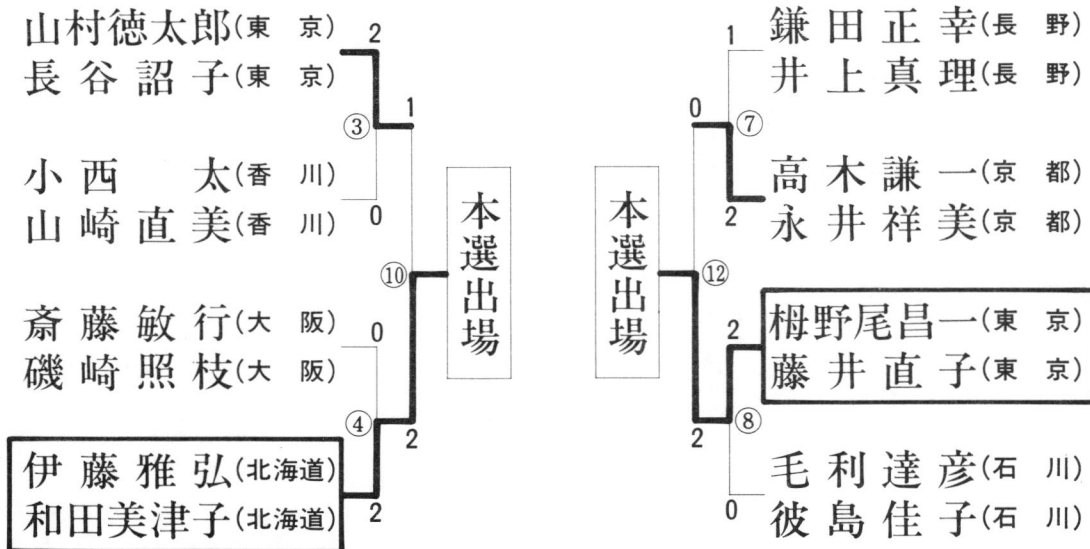 山村徳太郎(東 京)
長谷詔子(東 京)
2
③
1
小西 太(香 川)
山崎直美(香 川)
0
⑩
本選出場
斎藤敏行(大 阪)
磯崎照枝(大 阪)
0
④
2
伊藤雅弘(北海道)
和田美津子(北海道)
2
鎌田正幸(長 野)
井上真理(長 野)
1
0
⑦
高木謙一(京 都)
永井祥美(京 都)
2
本選出場
⑫
栂野尾昌一(東 京)
藤井直子(東 京)
2
2
⑧
毛利達彦(石 川)
彼島佳子(石 川)
0